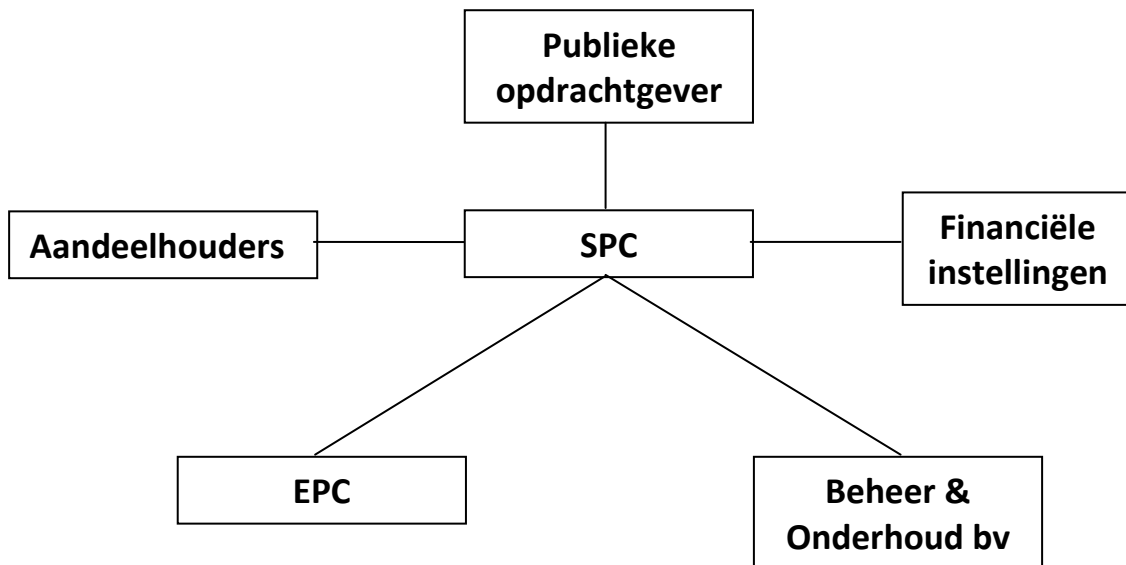 Publieke
opdrachtgever
Aandeelhouders
SPC
Financiële
instellingen
EPC
Beheer &
Onderhoud bv